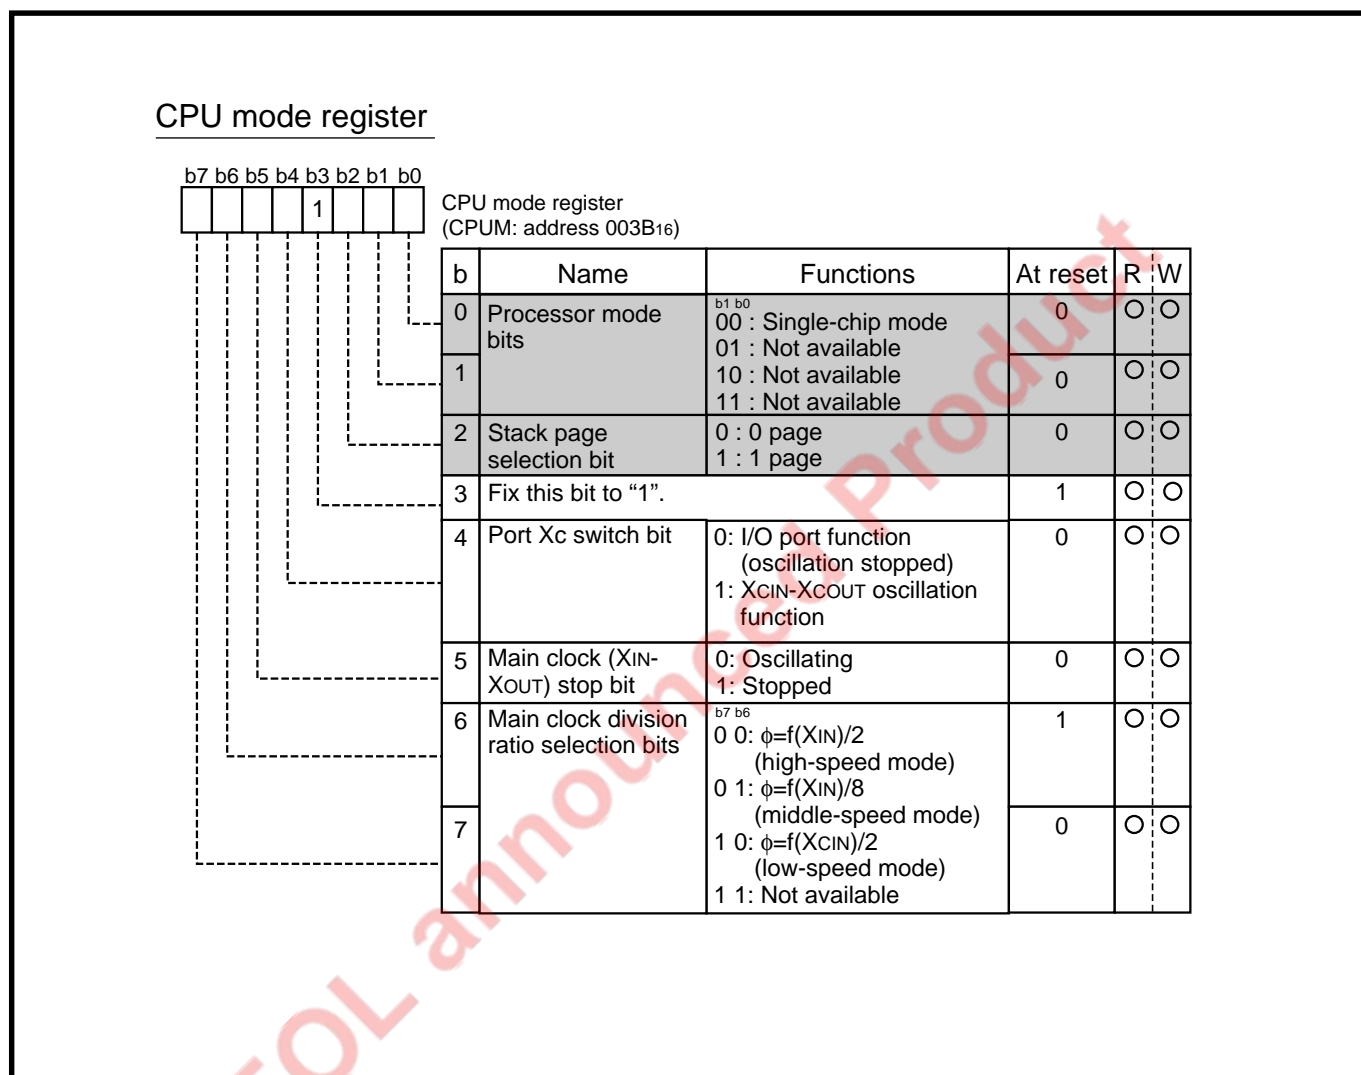 CPU mode register
b7 b6 b5 b4 b3 b2 b1 b0
1
CPU mode register
(CPUM: address 003B16)
b Name Functions At reset R W
0 Processor mode bits
b1 b0
00 : Single-chip mode
01 : Not available
10 : Not available
11 : Not available
0 ○ ○
1 0 ○ ○
2 Stack page selection bit
0 : 0 page
1 : 1 page
0 ○ ○
3 Fix this bit to “1”. 1 ○ ○
4 Port Xc switch bit
0: I/O port function
(oscillation stopped)
1: XCIN-XCOUT oscillation
function
0 ○ ○
5 Main clock (XIN-
XOUT) stop bit
0: Oscillating
1: Stopped
0 ○ ○
6 Main clock division
ratio selection bits
b7 b6
0 0: ϕ=f(XIN)/2
(high-speed mode)
0 1: ϕ=f(XIN)/8
(middle-speed mode)
1 0: ϕ=f(XCIN)/2
(low-speed mode)
1 1: Not available
1 ○ ○
7 0 ○ ○
EOL announced Product